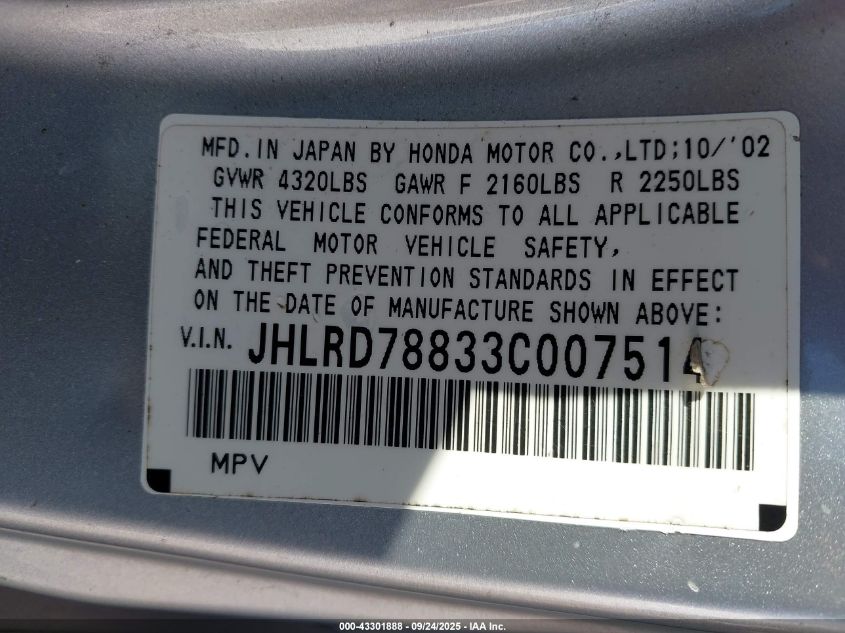 MFD.IN JAPAN BY HONDA MOTOR CO.,LTD;10/'02
GVWR 4320LBS GAWR F 2160LBS R 2250LBS
THIS VEHICLE CONFORMS TO ALL APPLICABLE
FEDERAL MOTOR VEHICLE SAFETY,
AND THEFT PREVENTION STANDARDS IN EFFECT
ON THE DATE OF MANUFACTURE SHOWN ABOVE:
V.I.N. JHLRD78833C007514
MPV
000-43301888 - 09/24/2025 - IAA Inc.